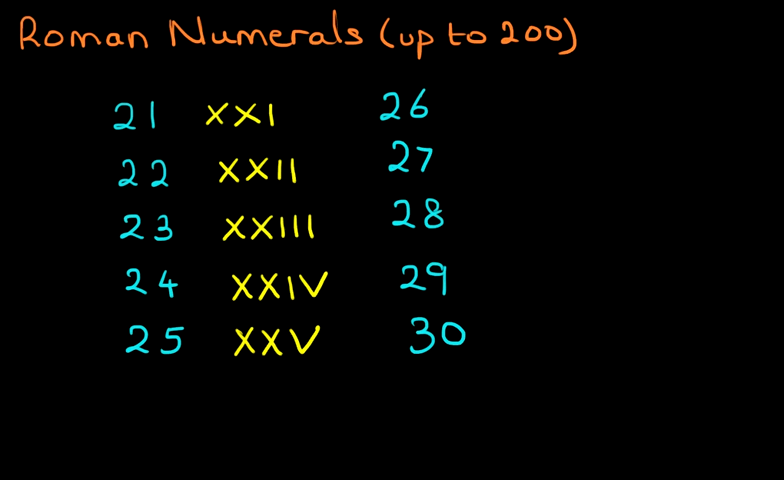 Roman Numerals (up to 200)
21 XXI 26
22 XXII 27
23 XXIII 28
24 XXIV 29
25 XXV 30